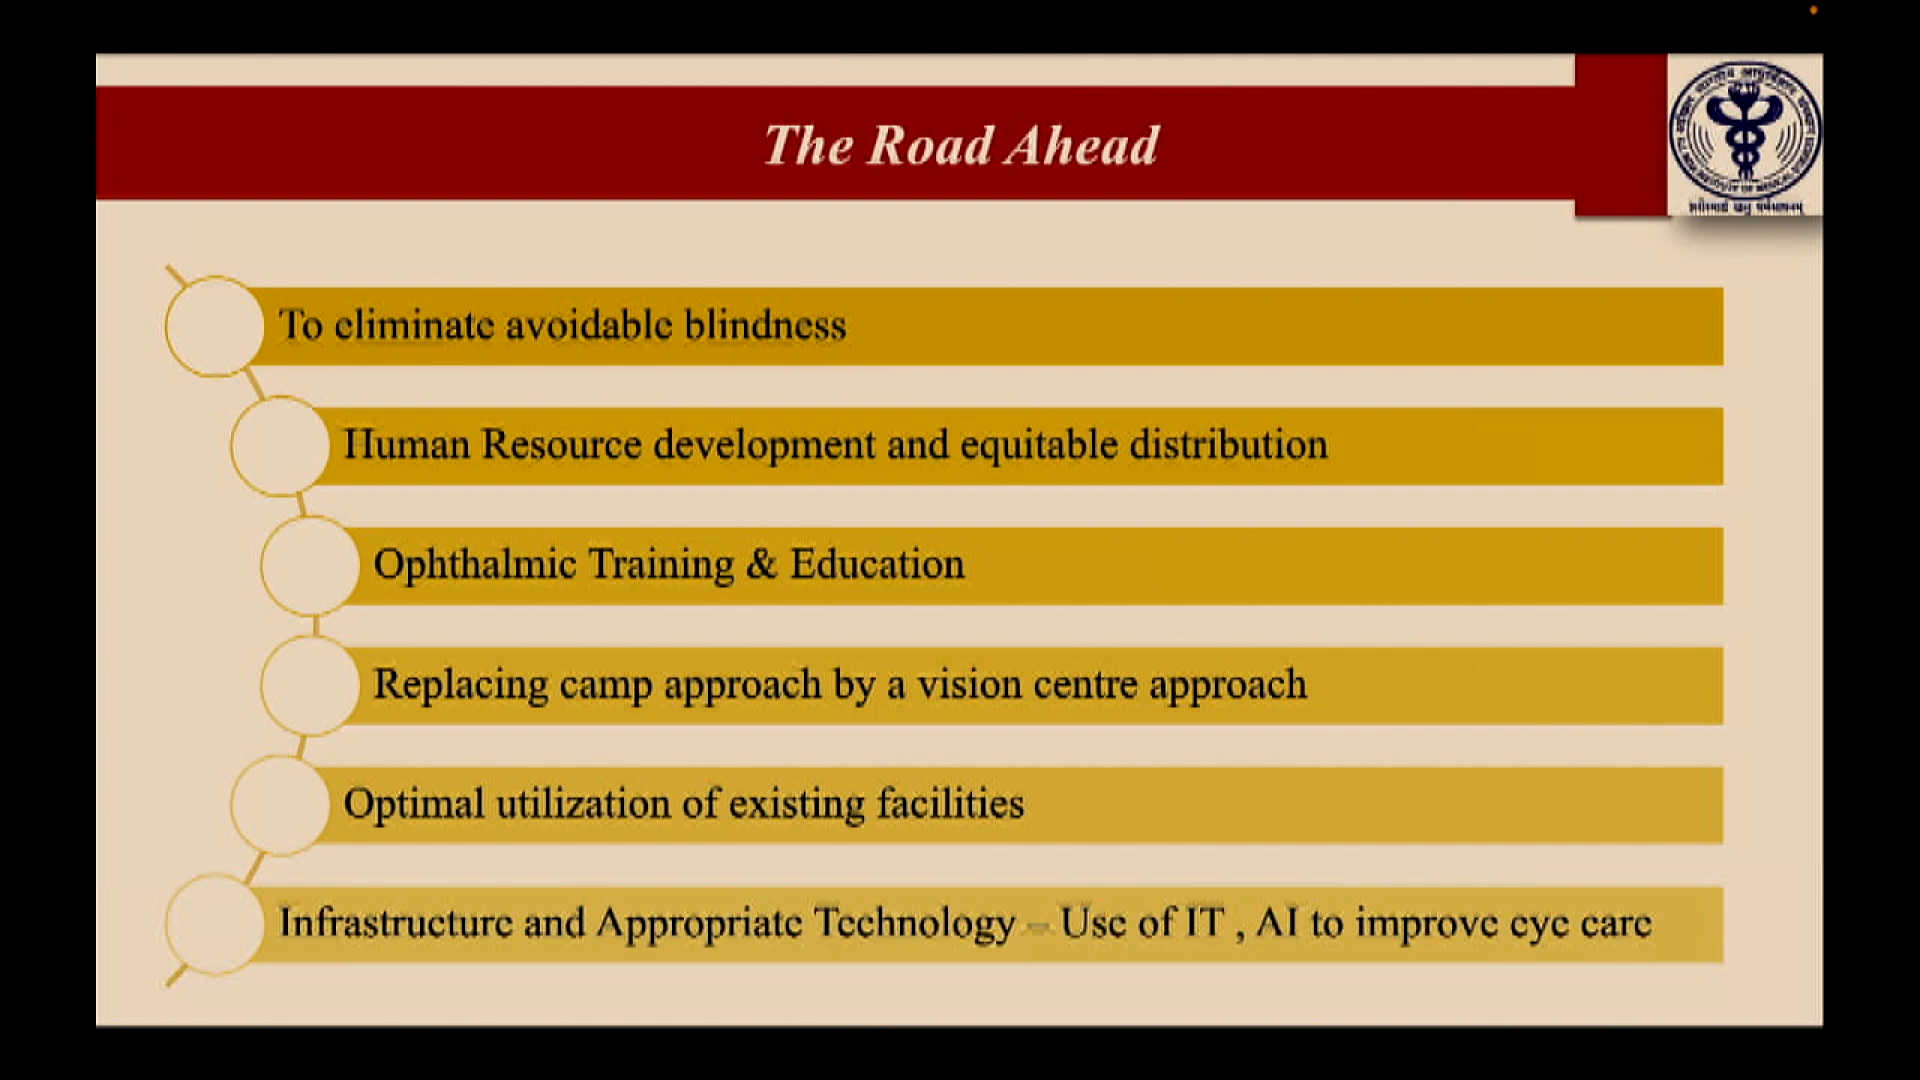 The Road Ahead
To eliminate avoidable blindness
Human Resource development and equitable distribution
Ophthalmic Training & Education
Replacing camp approach by a vision centre approach
Optimal utilization of existing facilities
Infrastructure and Appropriate Technology – Use of IT , AI to improve eye care